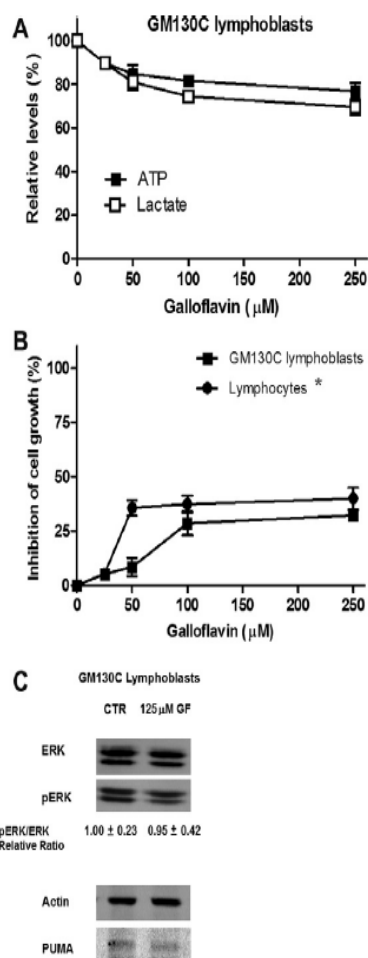 A
GM130C lymphoblasts
Relative levels (%)
100
80
60
40
20
0
ATP
Lactate
0 50 100 150 200 250
Galloflavin (μM)
B
Inhibition of cell growth (%)
100
75
50
25
0
GM130C lymphoblasts
Lymphocytes *
0 50 100 150 200 250
Galloflavin (μM)
C
GM130C Lymphoblasts
CTR 125μM GF
ERK
pERK
pERK/ERK 1.00 ± 0.23 0.95 ± 0.42
Relative Ratio
Actin
PUMA